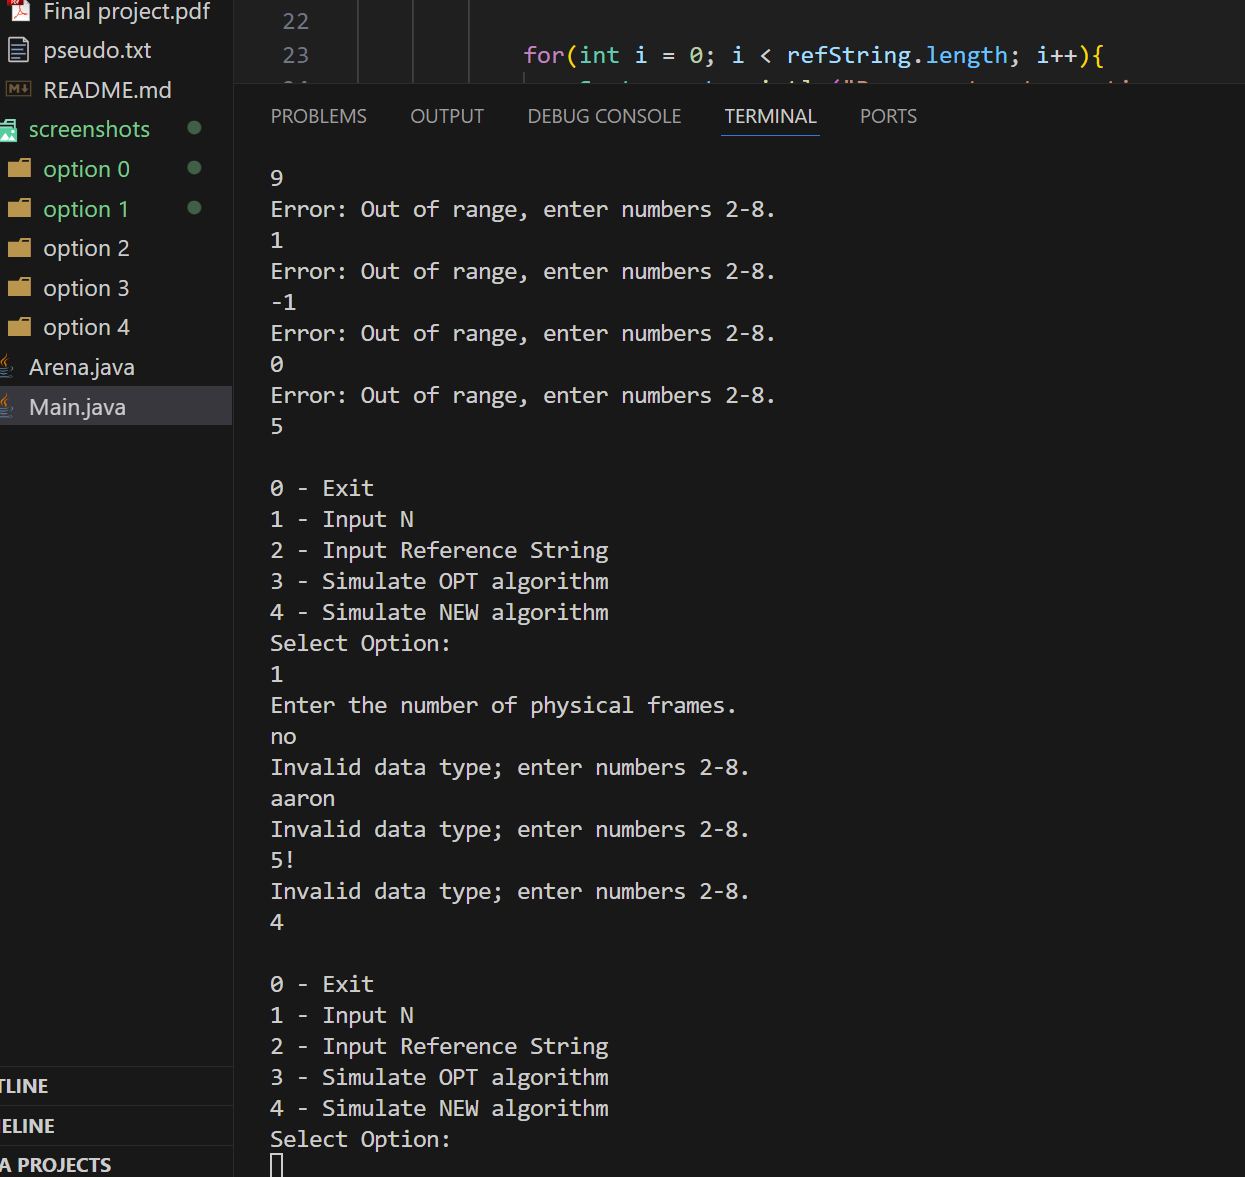 Final project.pdf
pseudo.txt
README.md
screenshots
option 0
option 1
option 2
option 3
option 4
Arena.java
Main.java
TLINE
ELINE
A PROJECTS
22
23 for(int i = 0; i < refString.length; i++){
PROBLEMS OUTPUT DEBUG CONSOLE TERMINAL PORTS
9
Error: Out of range, enter numbers 2-8.
1
Error: Out of range, enter numbers 2-8.
-1
Error: Out of range, enter numbers 2-8.
0
Error: Out of range, enter numbers 2-8.
5
0 - Exit
1 - Input N
2 - Input Reference String
3 - Simulate OPT algorithm
4 - Simulate NEW algorithm
Select Option:
1
Enter the number of physical frames.
no
Invalid data type; enter numbers 2-8.
aaron
Invalid data type; enter numbers 2-8.
5!
Invalid data type; enter numbers 2-8.
4
0 - Exit
1 - Input N
2 - Input Reference String
3 - Simulate OPT algorithm
4 - Simulate NEW algorithm
Select Option: